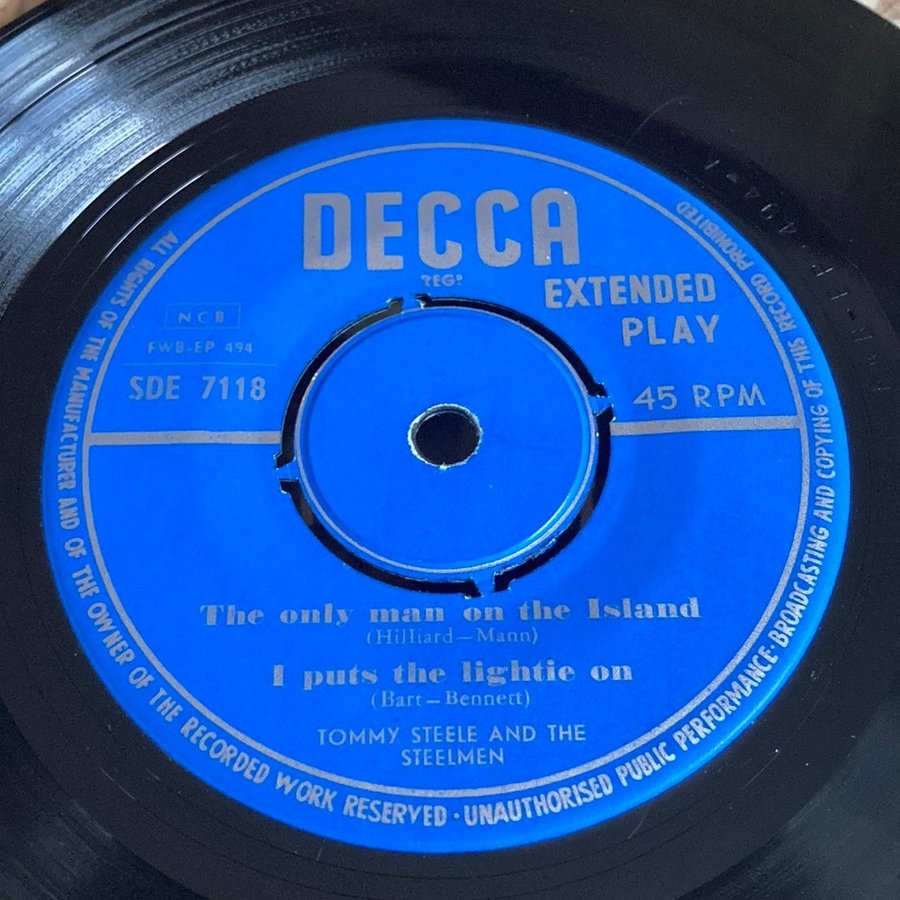 DECCA
REGD
EXTENDED
PLAY
NCB
FWB-EP 494
SDE 7118
45 RPM
The only man on the Island
(Hilliard – Mann)
I puts the lightie on
(Bart – Bennett)
TOMMY STEELE AND THE
STEELMEN
ALL RIGHTS OF THE MANUFACTURER AND OF THE OWNER OF THE RECORDED WORK RESERVED · UNAUTHORISED PUBLIC PERFORMANCE · BROADCASTING AND COPYING OF THIS RECORD PROHIBITED